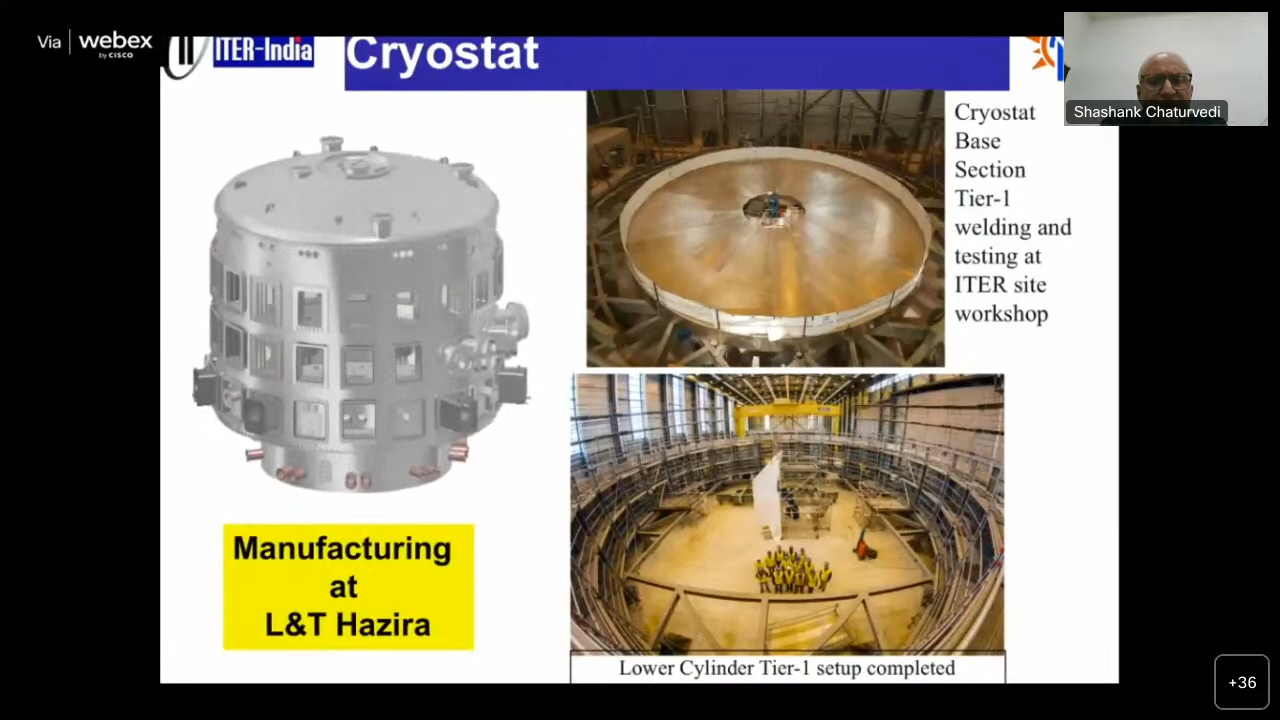 Via webex
by CISCO
ITER-India
Cryostat
Shashank Chaturvedi
Cryostat
Base
Section
Tier-1
welding and
testing at
ITER site
workshop
Manufacturing
at
L&T Hazira
Lower Cylinder Tier-1 setup completed
+36